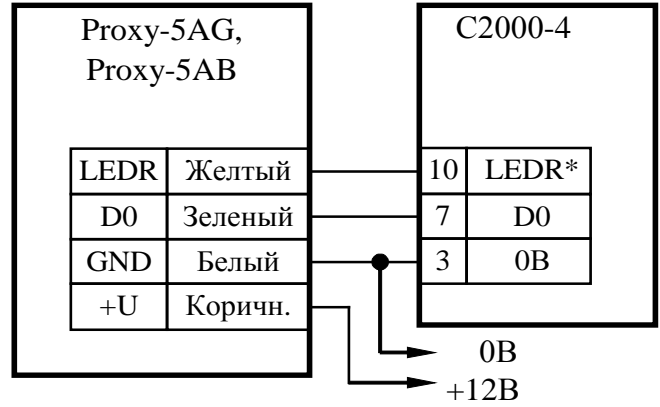 Proxy-5AG,
Proxy-5AB
C2000-4
LEDR Желтый 10 LEDR*
D0 Зеленый 7 D0
GND Белый 3 0В
+U Коричн.
0В
+12В